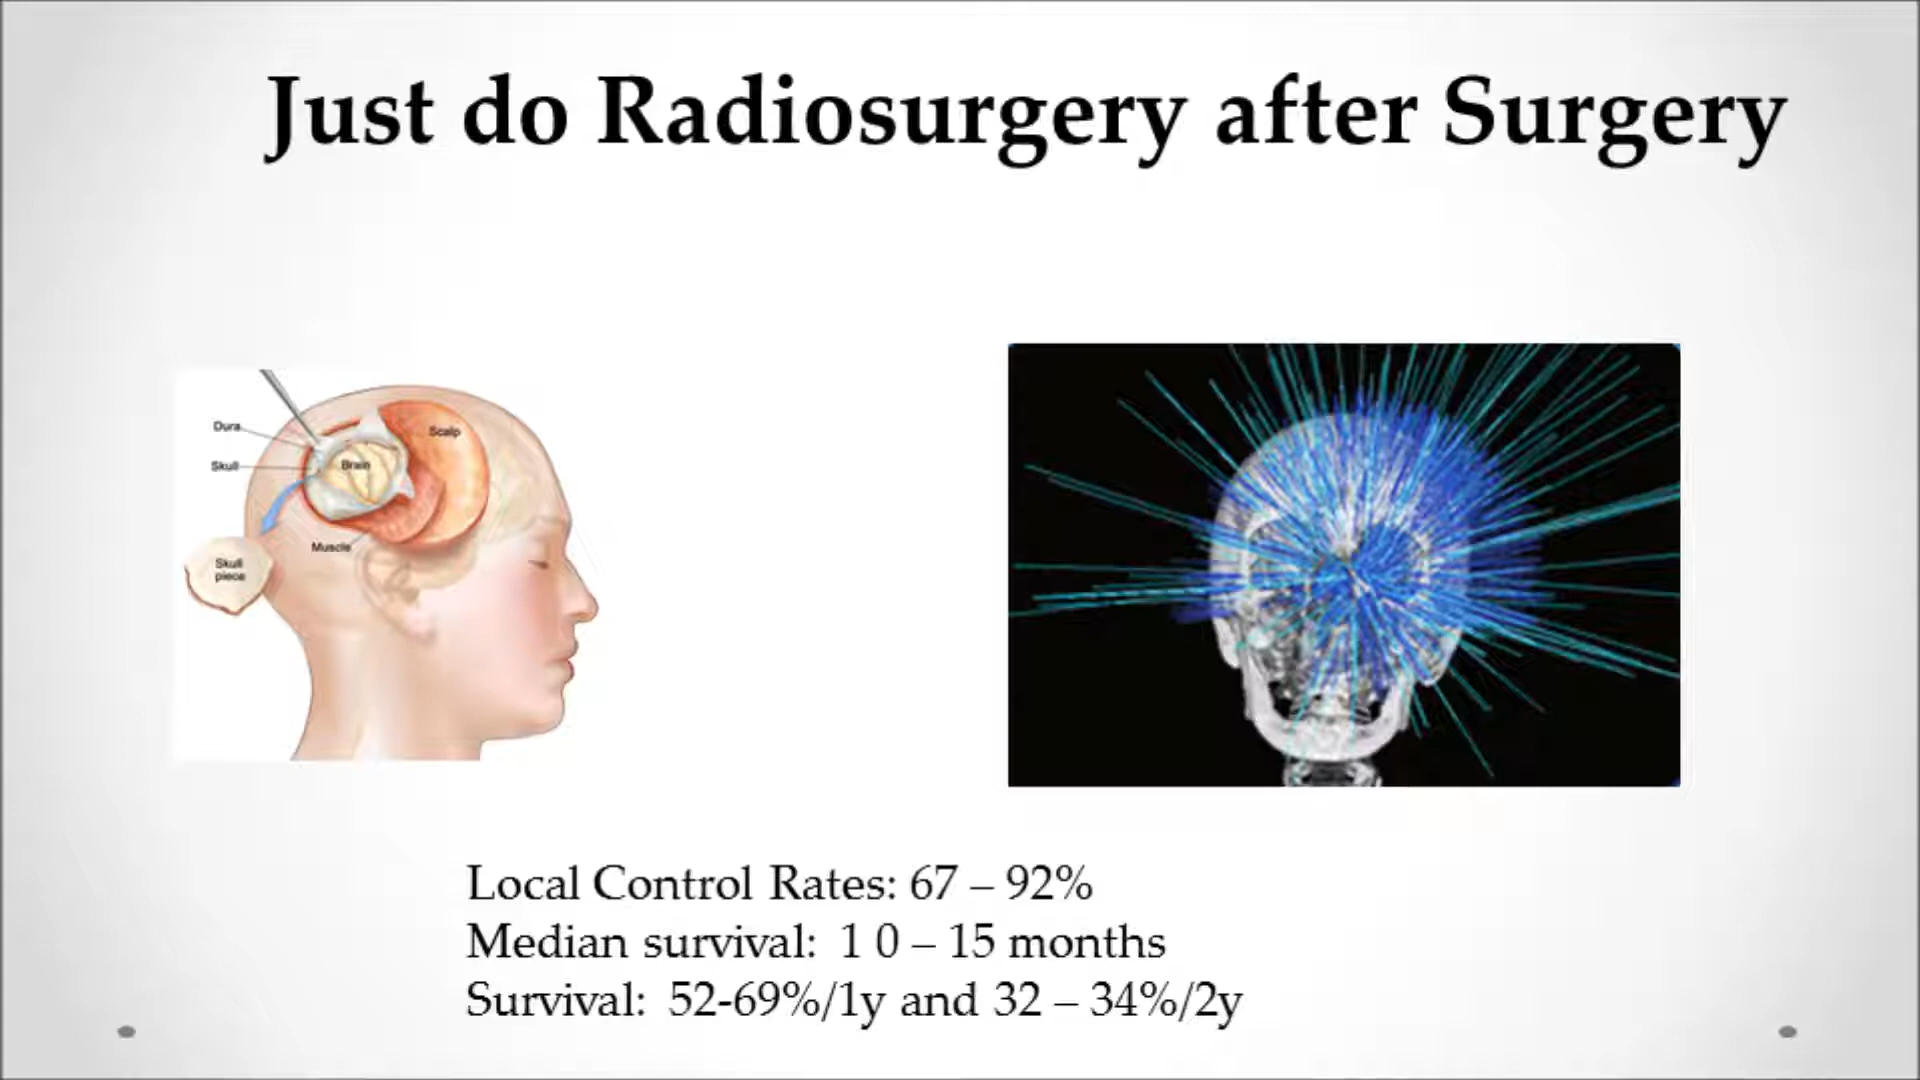 Just do Radiosurgery after Surgery
Dura
Scalp
Skull
Brain
Muscle
Skull
piece
Local Control Rates: 67 – 92%
Median survival:  1 0 – 15 months
Survival:  52-69%/1y and 32 – 34%/2y